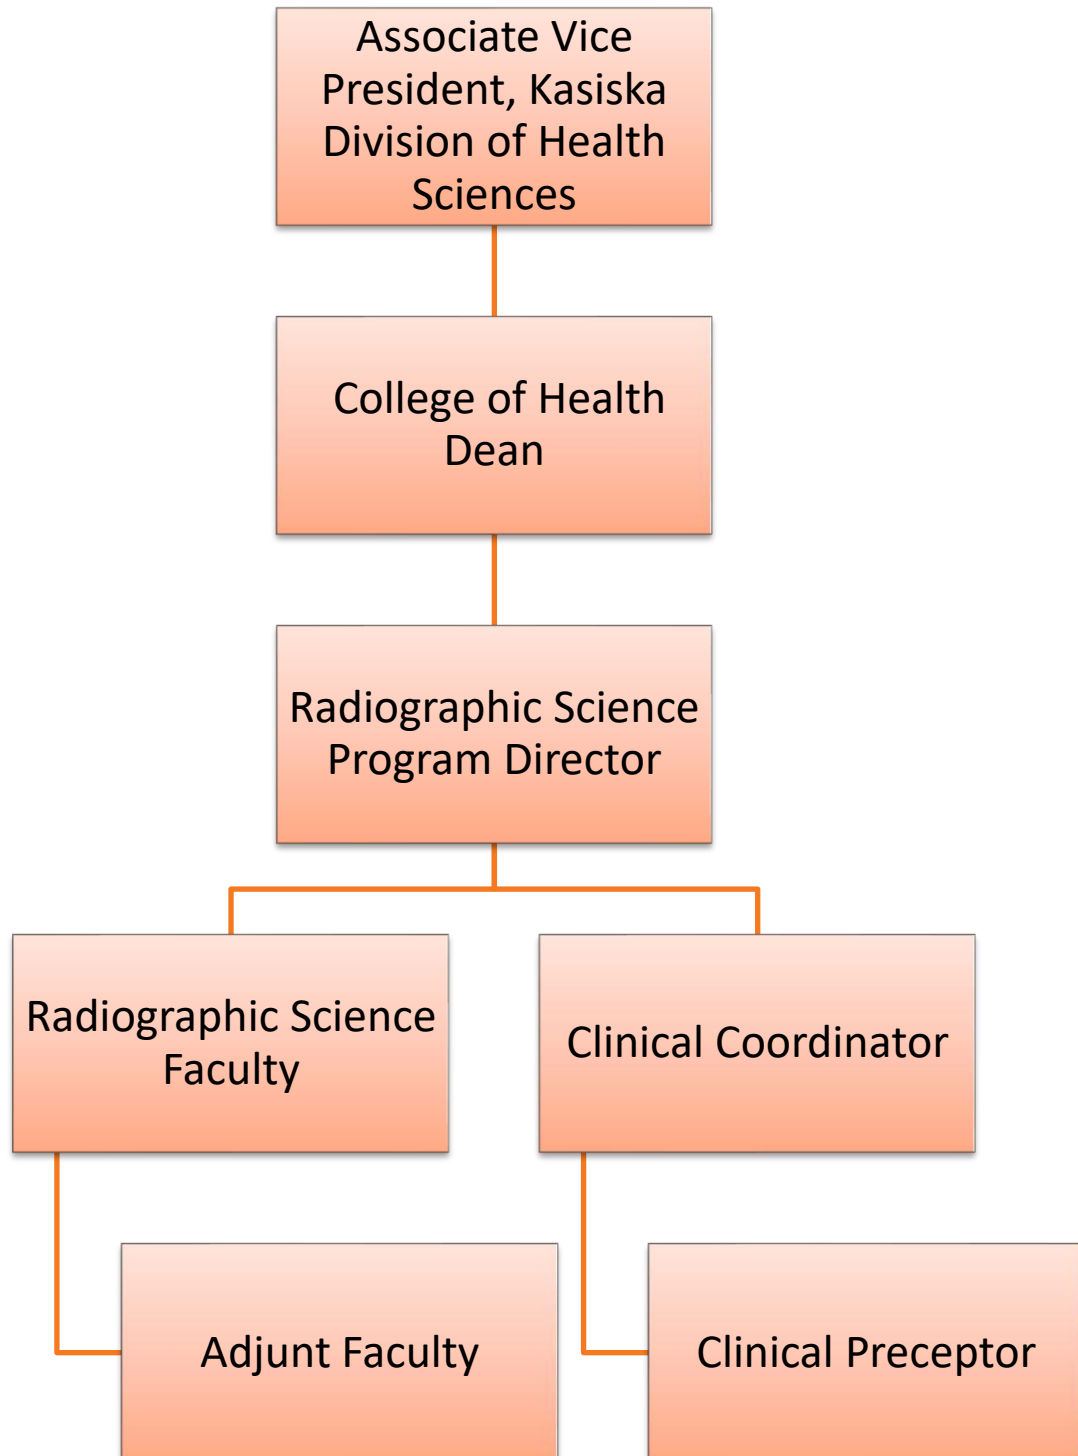 Associate Vice
President, Kasiska
Division of Health
Sciences
College of Health
Dean
Radiographic Science
Program Director
Radiographic Science
Faculty
Clinical Coordinator
Adjunt Faculty
Clinical Preceptor